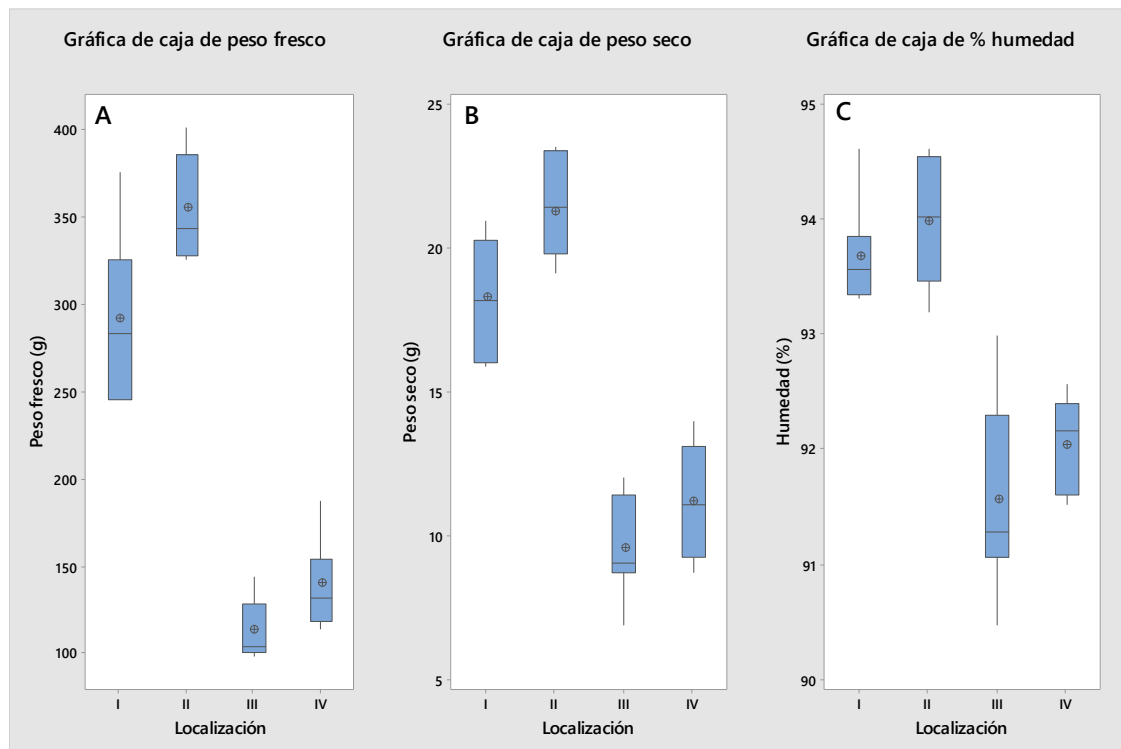 Gráfica de caja de peso fresco
A
400
350
300
250
200
150
100
Peso fresco (g)
I II III IV
Localización
Gráfica de caja de peso seco
B
25
20
15
10
5
Peso seco (g)
I II III IV
Localización
Gráfica de caja de % humedad
C
95
94
93
92
91
90
Humedad (%)
I II III IV
Localización